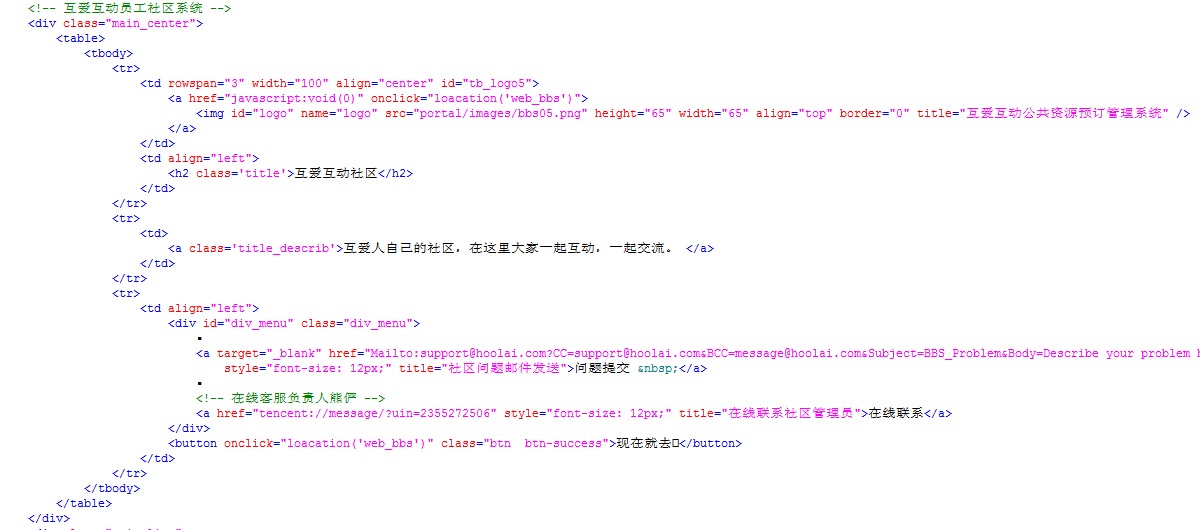 <!-- 互爱互动员工社区系统 -->
<div class="main_center">
<table>
<tbody>
<tr>
<td rowspan="3" width="100" align="center" id="tb_logo5">
<a href="javascript:void(0)" onclick="loacation('web_bbs')">
<img id="logo" name="logo" src="portal/images/bbs05.png" height="65" width="65" align="top" border="0" title="互爱互动公共资源预订管理系统" />
</a>
</td>
<td align="left">
<h2 class='title'>互爱互动社区</h2>
</td>
</tr>
<tr>
<td>
<a class='title_describ'>互爱人自己的社区，在这里大家一起互动，一起交流。 </a>
</td>
</tr>
<tr>
<td align="left">
<div id="div_menu" class="div_menu">
<a target="_blank" href="Mailto:support@hoolai.com?CC=support@hoolai.com&BCC=message@hoolai.com&Subject=BBS_Problem&Body=Describe your problem
style="font-size: 12px;" title="社区问题邮件发送">问题提交 &nbsp;</a>
<!-- 在线客服负责人熊俨 -->
<a href="tencent://message/?uin=2355272506" style="font-size: 12px;" title="在线联系社区管理员">在线联系</a>
</div>
<button onclick="loacation('web_bbs')" class="btn  btn-success">现在就去</button>
</td>
</tr>
</tbody>
</table>
</div>